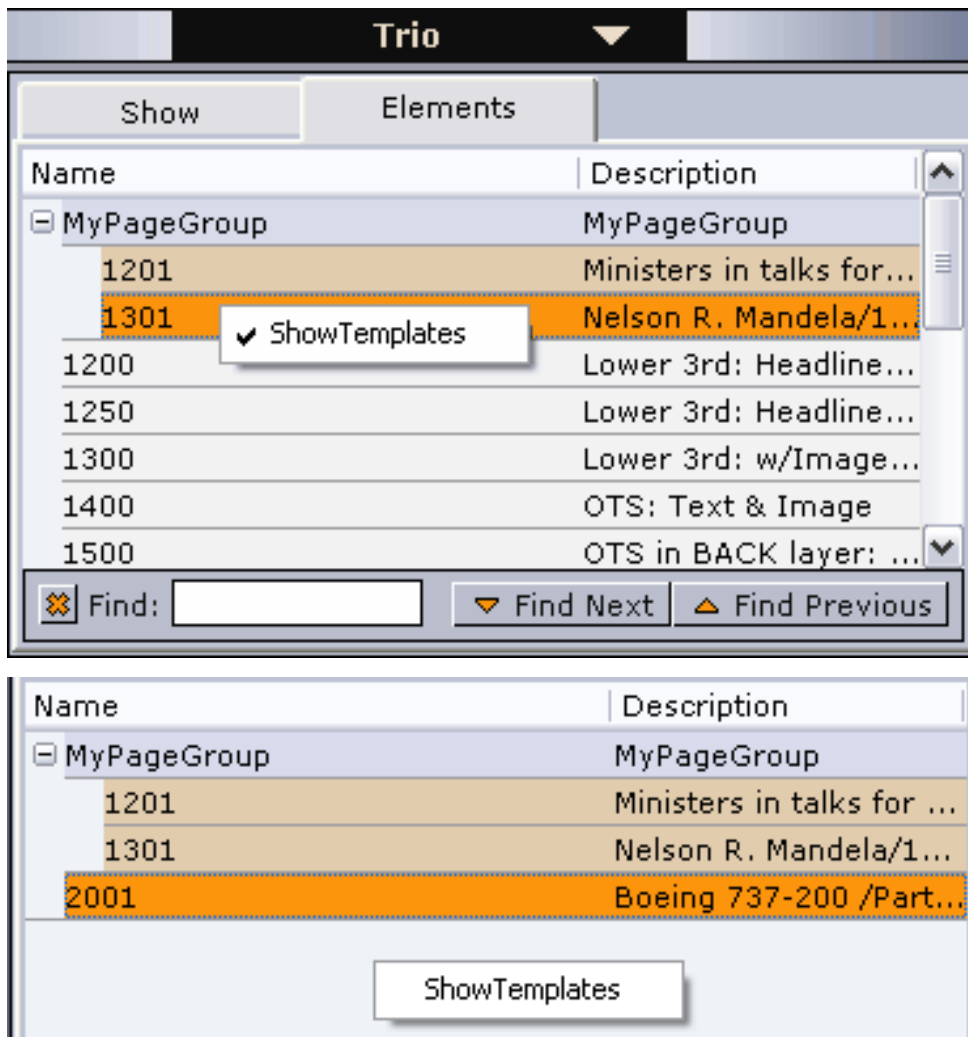 Trio
Show Elements
Name Description
MyPageGroup MyPageGroup
1201 Ministers in talks for...
1301 Nelson R. Mandela/1...
ShowTemplates
1200 Lower 3rd: Headline...
1250 Lower 3rd: Headline...
1300 Lower 3rd: w/Image...
1400 OTS: Text & Image
1500 OTS in BACK layer: ...
Find: Find Next Find Previous
Name Description
MyPageGroup MyPageGroup
1201 Ministers in talks for ...
1301 Nelson R. Mandela/1...
2001 Boeing 737-200 /Part...
ShowTemplates